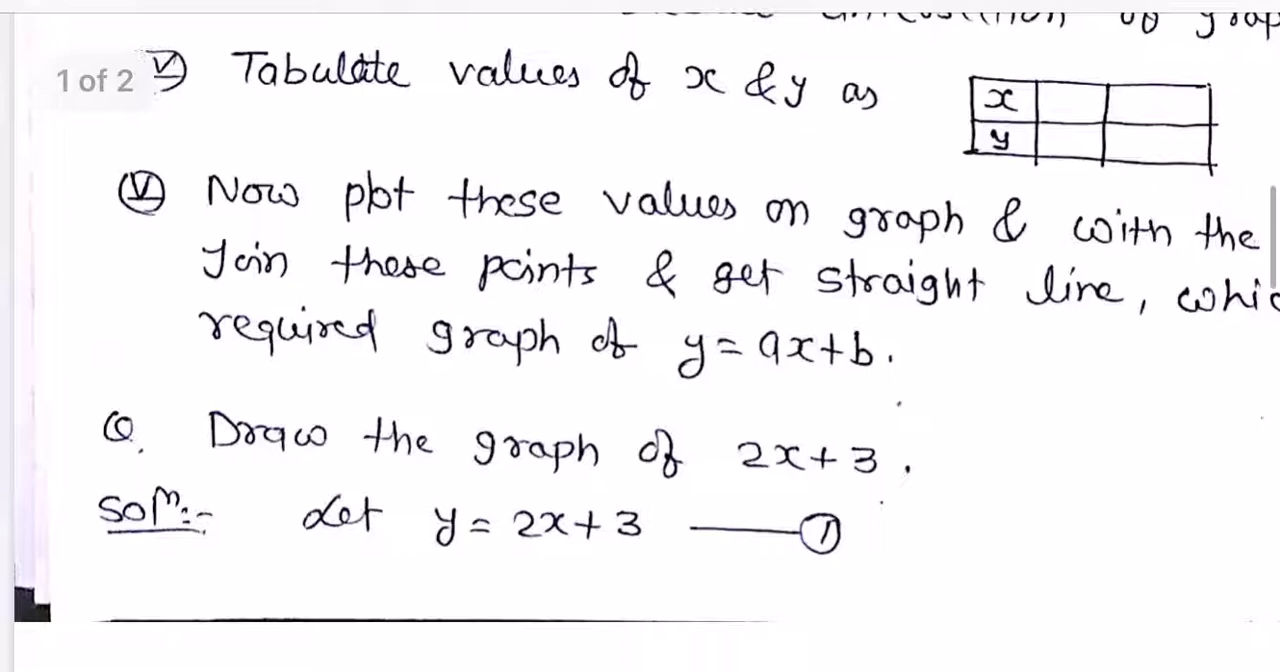 1 of 2
V) Tabulate values of x & y as
x
y
(V) Now plot these values on graph & with the
Join these points & get straight line,
required graph of y = ax + b.
Q. Draw the graph of 2x + 3.
Soln:- Let y = 2x + 3 —— (1)